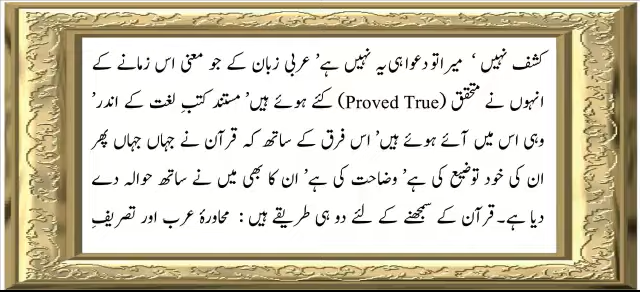 کشف نہیں ‘ میرا تو دعوا ہی یہ نہیں ہے’ عربی زبان کے جو معنی اس زمانے کے
انہوں نے متحقق (Proved True) کئے ہوئے ہیں’ مستند کتبِ لغت کے اندر’
وہی اس میں آئے ہوئے ہیں’ اس فرق کے ساتھ کہ قرآن نے جہاں جہاں پھر
ان کی خود توضیع کی ہے’ وضاحت کی ہے’ ان کا بھی میں نے ساتھ حوالہ دے
دیا ہے۔ قرآن کے سمجھنے کے لئے دو ہی طریقے ہیں : محاورۂ عرب اور تصریفِ